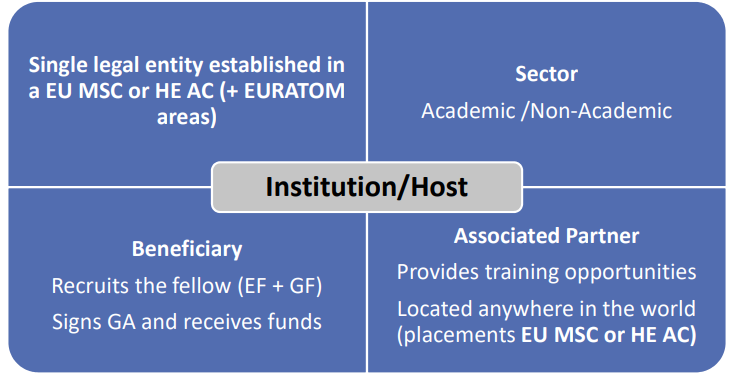 Single legal entity established in
a EU MSC or HE AC (+ EURATOM
areas)
Sector
Academic /Non-Academic
Institution/Host
Beneficiary
Recruits the fellow (EF + GF)
Signs GA and receives funds
Associated Partner
Provides training opportunities
Located anywhere in the world
(placements EU MSC or HE AC)